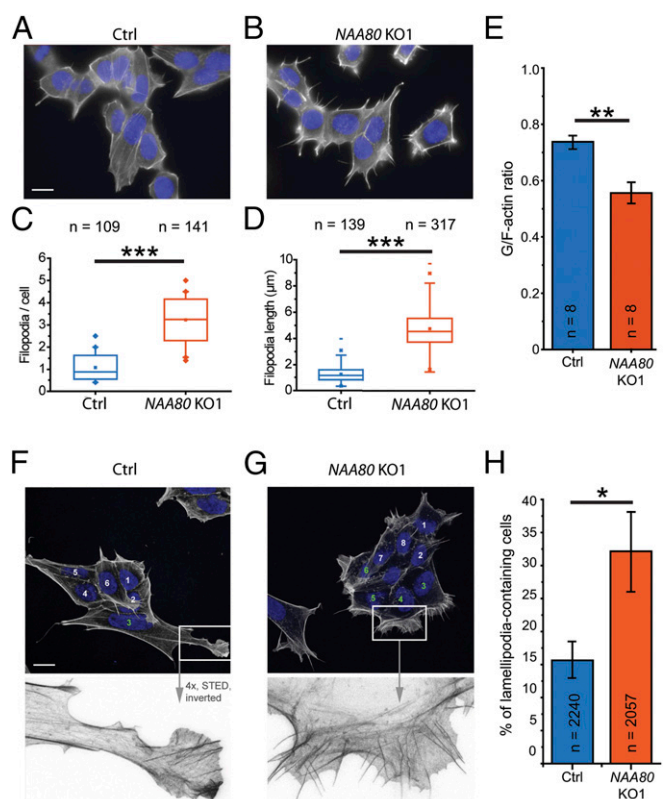 A
Ctrl
B
NAA80 KO1
C
n = 109
n = 141
***
Filopodia / cell
6
5
4
3
2
1
0
Ctrl
NAA80 KO1
D
n = 139
n = 317
***
Filopodia length (μm)
10
8
6
4
2
0
Ctrl
NAA80 KO1
E
**
G/F-actin ratio
1.0
0.8
0.6
0.4
0.2
0
n = 8
n = 8
Ctrl
NAA80
KO1
F
Ctrl
5
6
1
4
2
3
4x, STED,
inverted
G
NAA80 KO1
1
8
7
2
6
3
5
4
H
*
% of lamellipodia-containing cells
40
35
30
25
20
15
10
5
0
n = 2240
n = 2057
Ctrl
NAA80
KO1